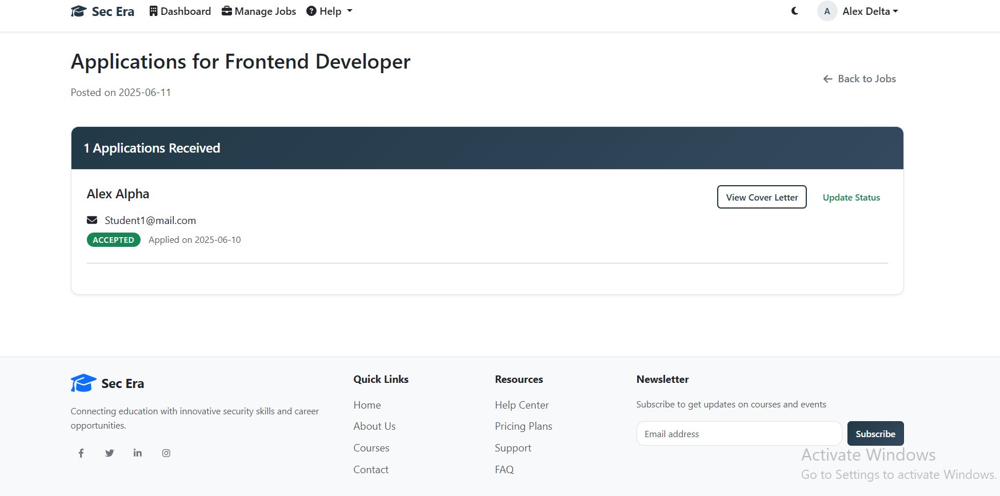 Sec Era Dashboard Manage Jobs Help A Alex Delta
Applications for Frontend Developer
Back to Jobs
Posted on 2025-06-11
1 Applications Received
Alex Alpha
View Cover Letter Update Status
Student1@mail.com
ACCEPTED Applied on 2025-06-10
Sec Era
Connecting education with innovative security skills and career
opportunities.
Quick Links
Home
About Us
Courses
Contact
Resources
Help Center
Pricing Plans
Support
FAQ
Newsletter
Subscribe to get updates on courses and events
Email address Subscribe
Activate Windows
Go to Settings to activate Windows.